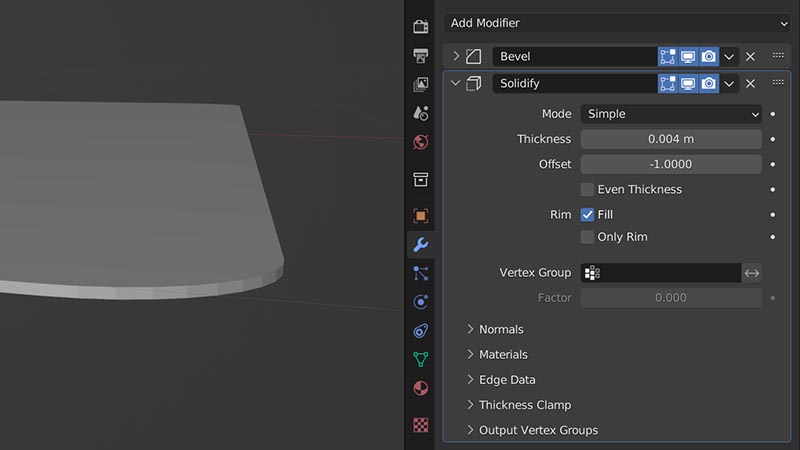 Add Modifier
Bevel
Solidify
Mode Simple
Thickness 0.004 m
Offset -1.0000
Even Thickness
Rim Fill
Only Rim
Vertex Group
Factor 0.000
Normals
Materials
Edge Data
Thickness Clamp
Output Vertex Groups